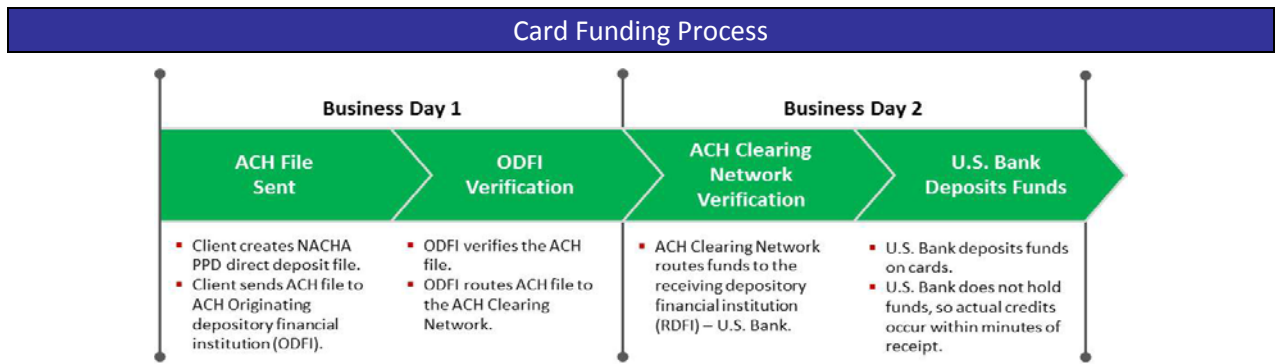 Card Funding Process
Business Day 1
Business Day 2
ACH File
Sent
ODFI
Verification
ACH Clearing
Network
Verification
U.S. Bank
Deposits Funds
▪ Client creates NACHA
PPD direct deposit file.
▪ Client sends ACH file to
ACH Originating
depository financial
institution (ODFI).
▪ ODFI verifies the ACH
file.
▪ ODFI routes ACH file to
the ACH Clearing
Network.
▪ ACH Clearing Network
routes funds to the
receiving depository
financial institution
(RDFI) – U.S. Bank.
▪ U.S. Bank deposits funds
on cards.
▪ U.S. Bank does not hold
funds, so actual credits
occur within minutes of
receipt.